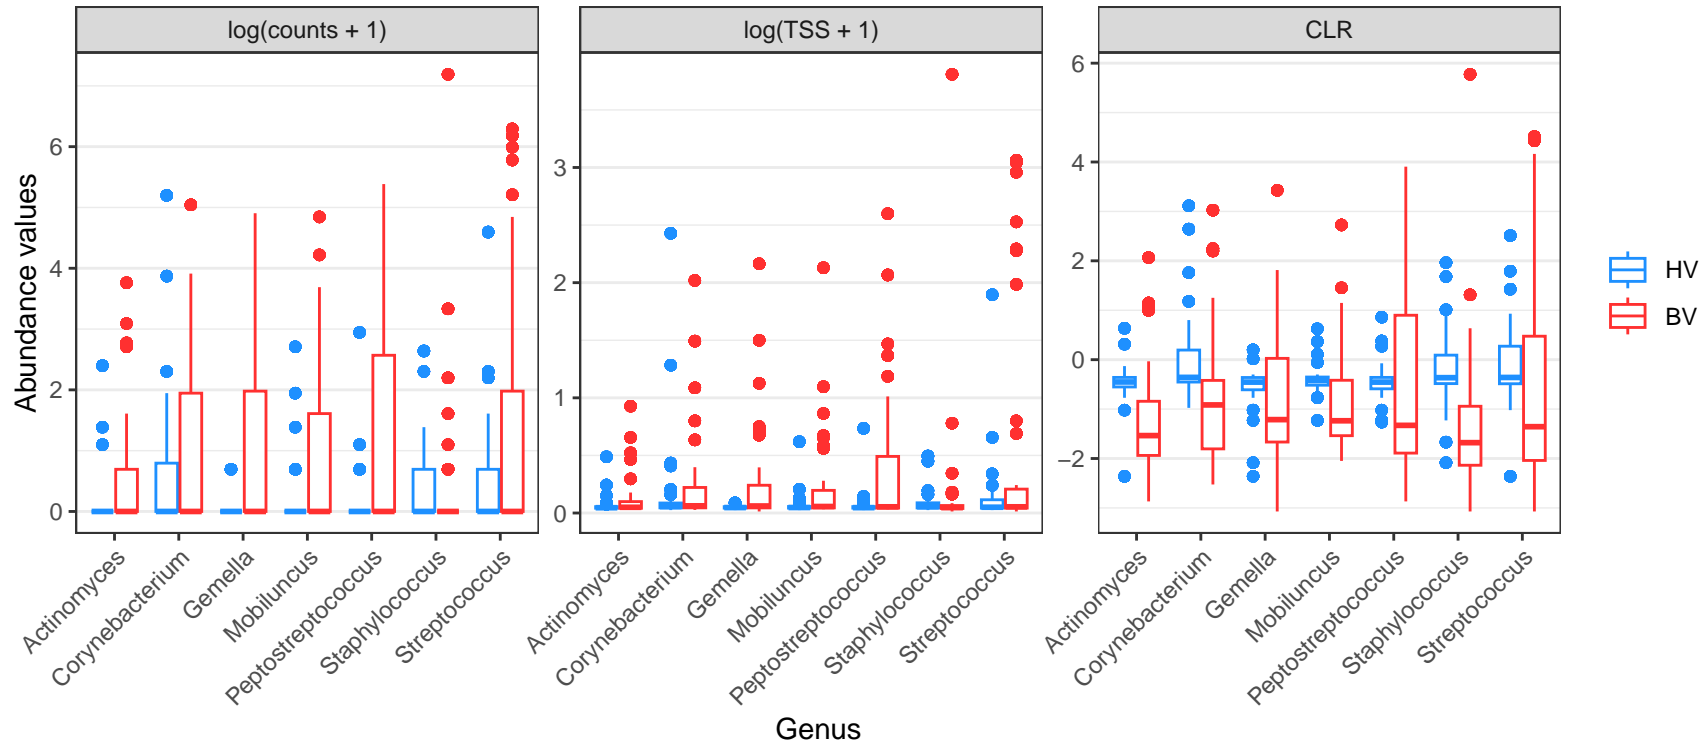 log(counts + 1)
log(TSS + 1)
CLR
Abundance values
6
4
2
0
3
2
1
0
6
4
2
0
−2
Actinomyces
Corynebacterium
Gemella
Mobiluncus
Peptostreptococcus
Staphylococcus
Streptococcus
Actinomyces
Corynebacterium
Gemella
Mobiluncus
Peptostreptococcus
Staphylococcus
Streptococcus
Actinomyces
Corynebacterium
Gemella
Mobiluncus
Peptostreptococcus
Staphylococcus
Streptococcus
Genus
HV
BV